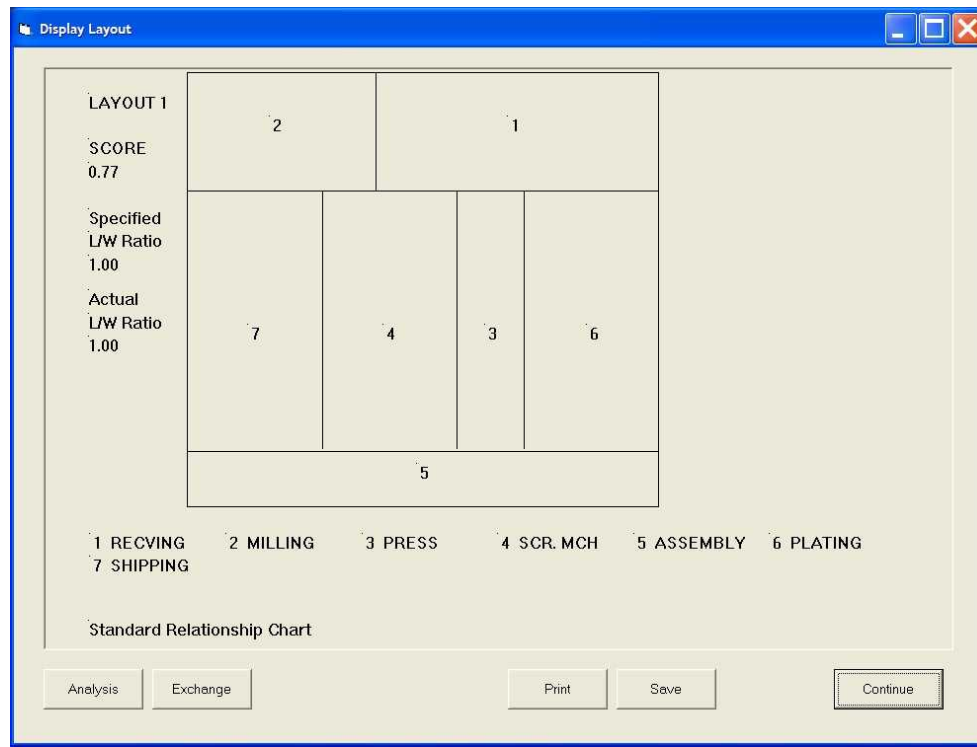 Display Layout
LAYOUT 1
SCORE
0.77
Specified
L/W Ratio
1.00
Actual
L/W Ratio
1.00
2 1
7 4 3 6
5
1 RECVING 2 MILLING 3 PRESS 4 SCR. MCH 5 ASSEMBLY 6 PLATING
7 SHIPPING
Standard Relationship Chart
Analysis Exchange Print Save Continue